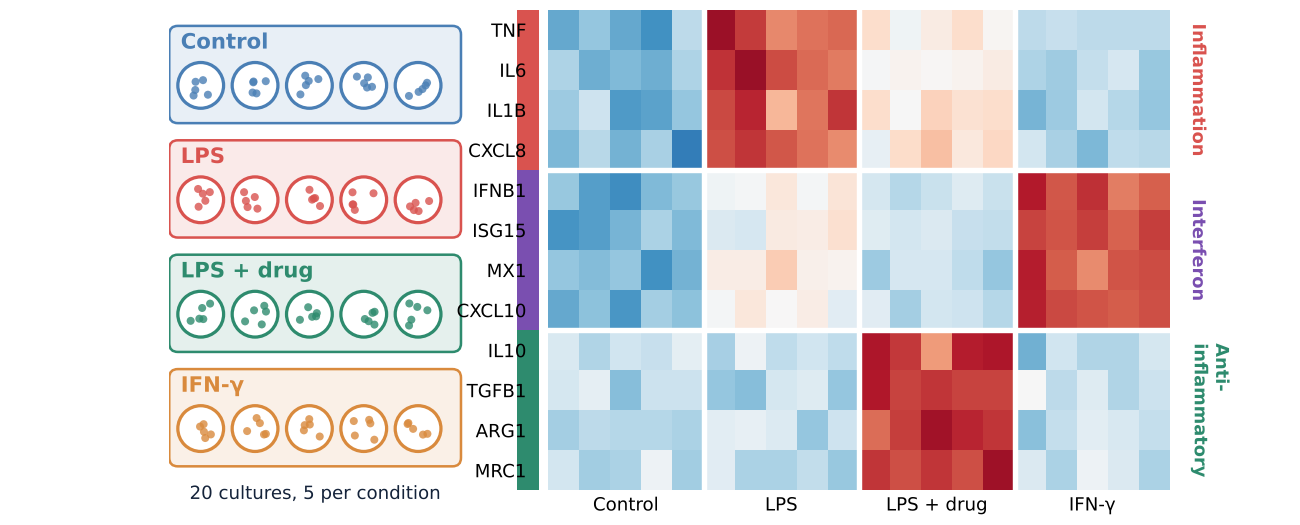 Control
LPS
LPS + drug
IFN-γ
20 cultures, 5 per condition
TNF
IL6
IL1B
CXCL8
IFNB1
ISG15
MX1
CXCL10
IL10
TGFB1
ARG1
MRC1
Control
LPS
LPS + drug
IFN-γ
Inflammation
Interferon
Anti-
inflammatory